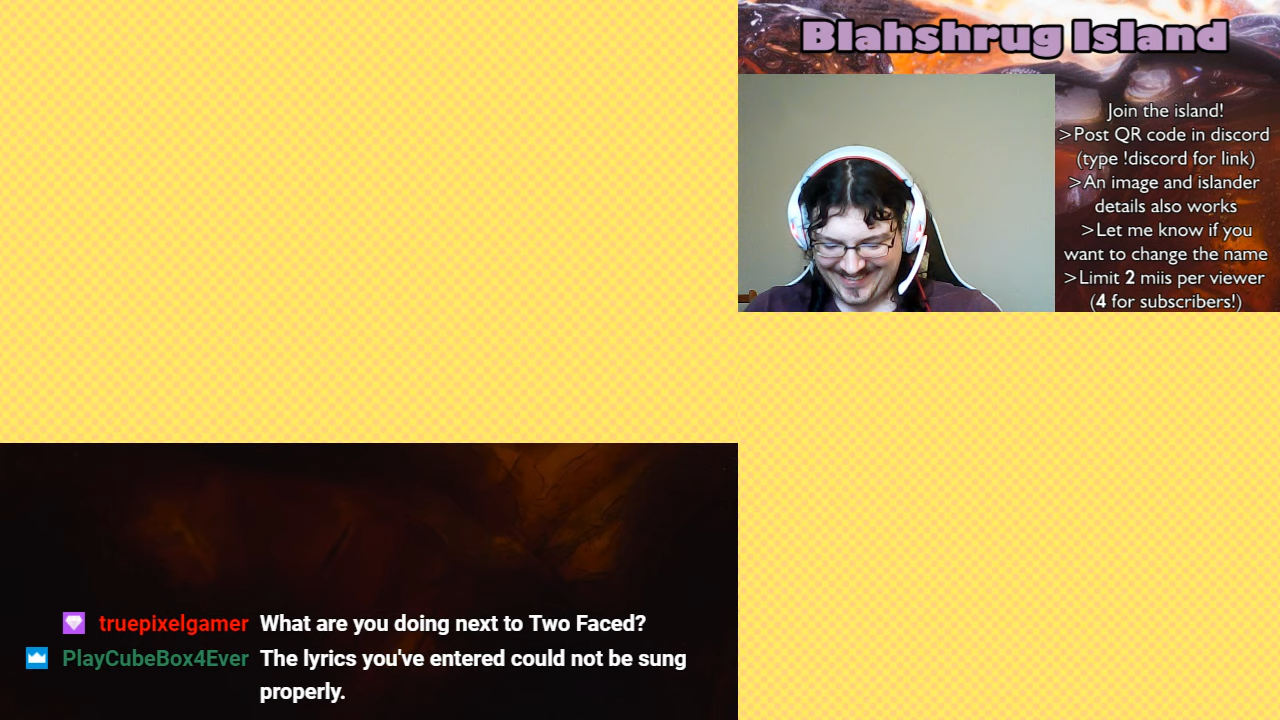 Blahshrug Island
Join the island!
>Post QR code in discord
(type !discord for link)
>An image and islander
details also works
>Let me know if you
want to change the name
>Limit 2 miis per viewer
(4 for subscribers!)
truepixelgamer What are you doing next to Two Faced?
PlayCubeBox4Ever The lyrics you've entered could not be sung
properly.